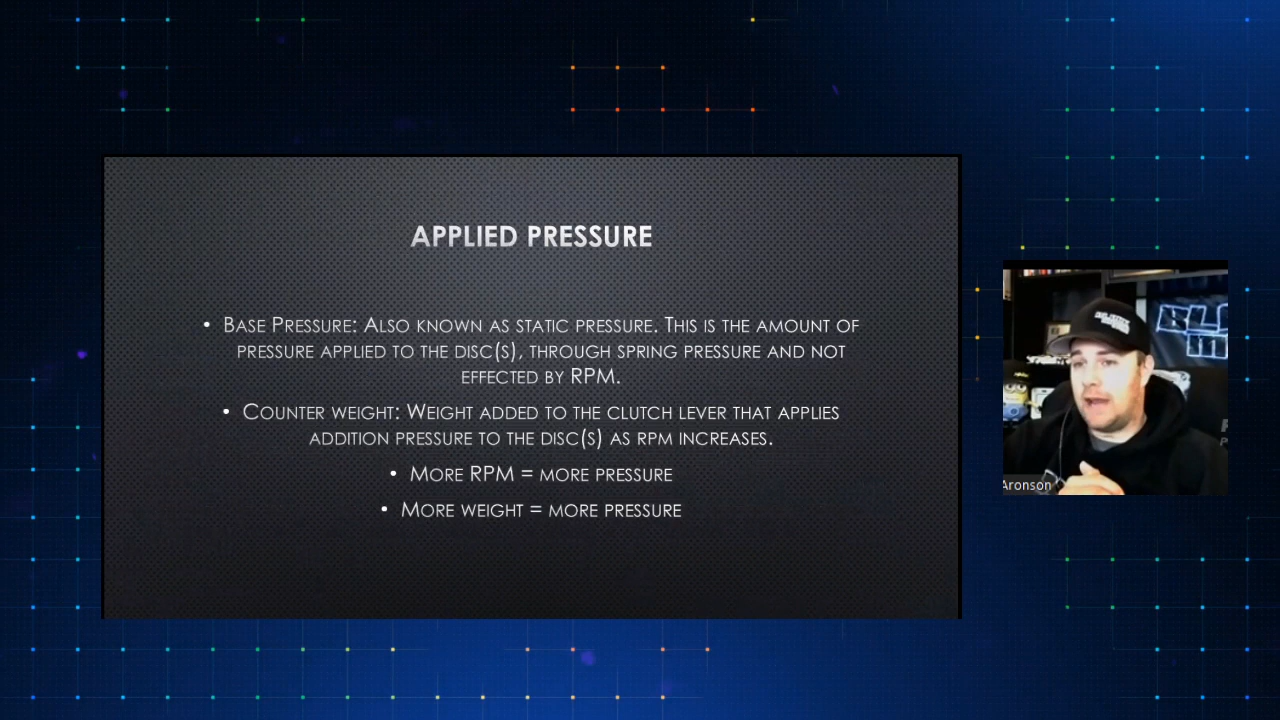 APPLIED PRESSURE
• Base Pressure: Also known as static pressure. This is the amount of
pressure applied to the disc(s), through spring pressure and not
effected by RPM.
• Counter weight: Weight added to the clutch lever that applies
addition pressure to the disc(s) as rpm increases.
• More RPM = more pressure
• More weight = more pressure
Aronson